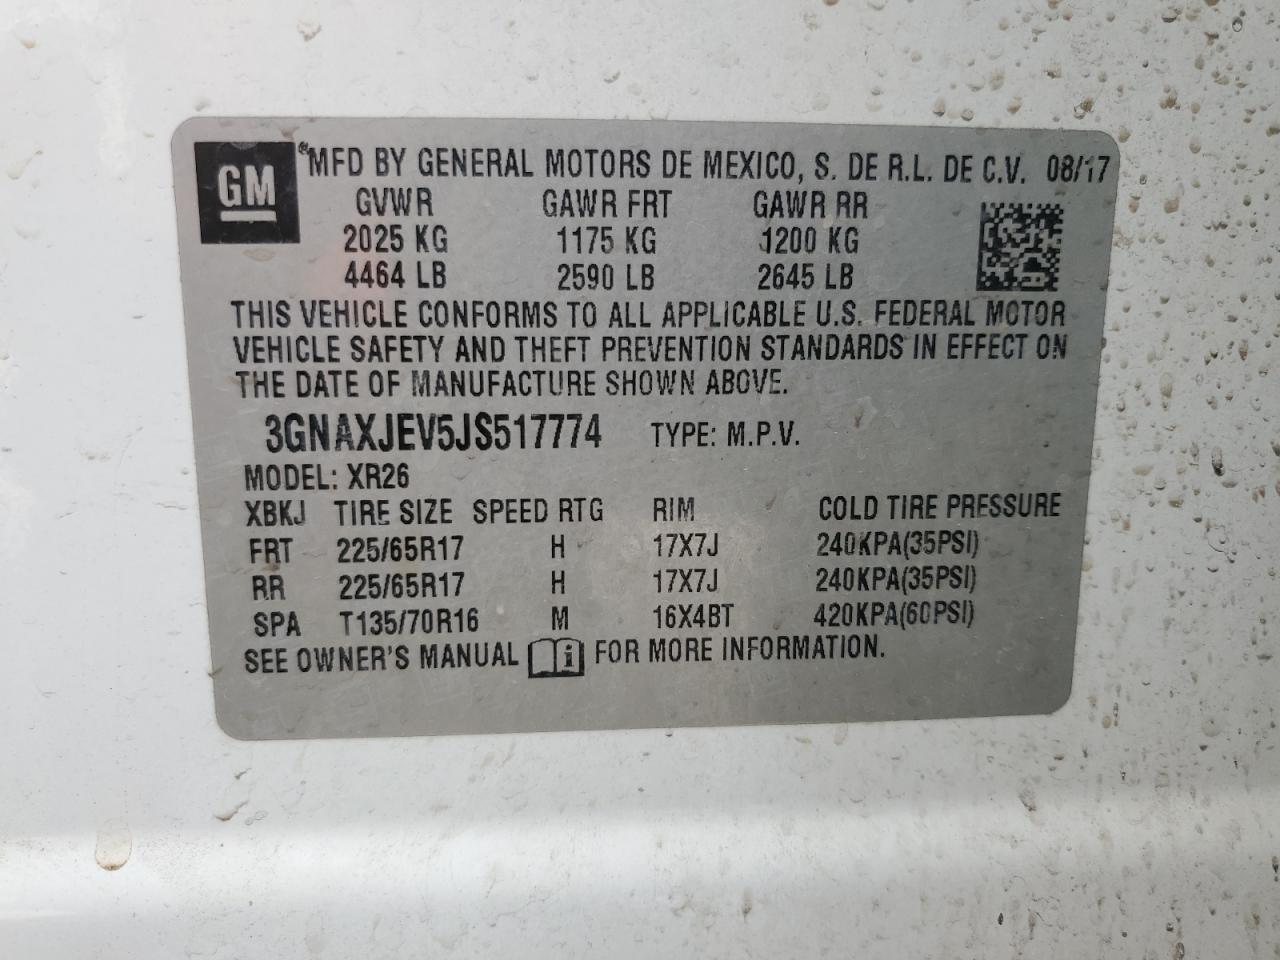 GM ® MFD BY GENERAL MOTORS DE MEXICO, S. DE R.L. DE C.V. 08/17
GVWR GAWR FRT GAWR RR
2025 KG 1175 KG 1200 KG
4464 LB 2590 LB 2645 LB
THIS VEHICLE CONFORMS TO ALL APPLICABLE U.S. FEDERAL MOTOR
VEHICLE SAFETY AND THEFT PREVENTION STANDARDS IN EFFECT ON
THE DATE OF MANUFACTURE SHOWN ABOVE.
3GNAXJEV5JS517774 TYPE: M.P.V.
MODEL: XR26
XBKJ TIRE SIZE SPEED RTG RIM COLD TIRE PRESSURE
FRT 225/65R17 H 17X7J 240KPA(35PSI)
RR 225/65R17 H 17X7J 240KPA(35PSI)
SPA T135/70R16 M 16X4BT 420KPA(60PSI)
SEE OWNER'S MANUAL i FOR MORE INFORMATION.